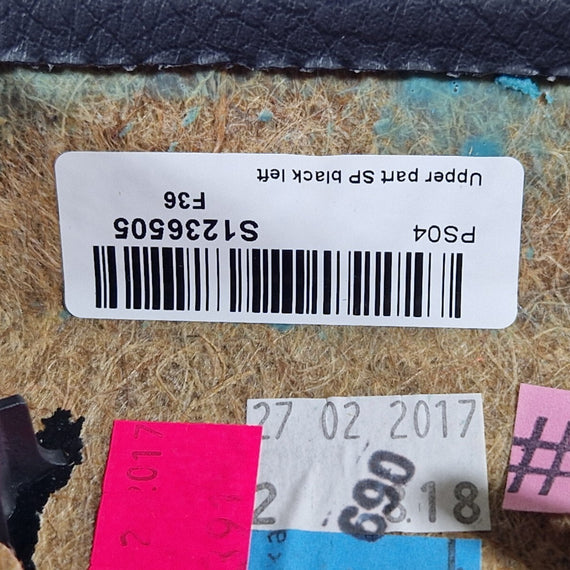 PS04 S1236505
F36
Upper part SP black left
27 02 2017
690
#